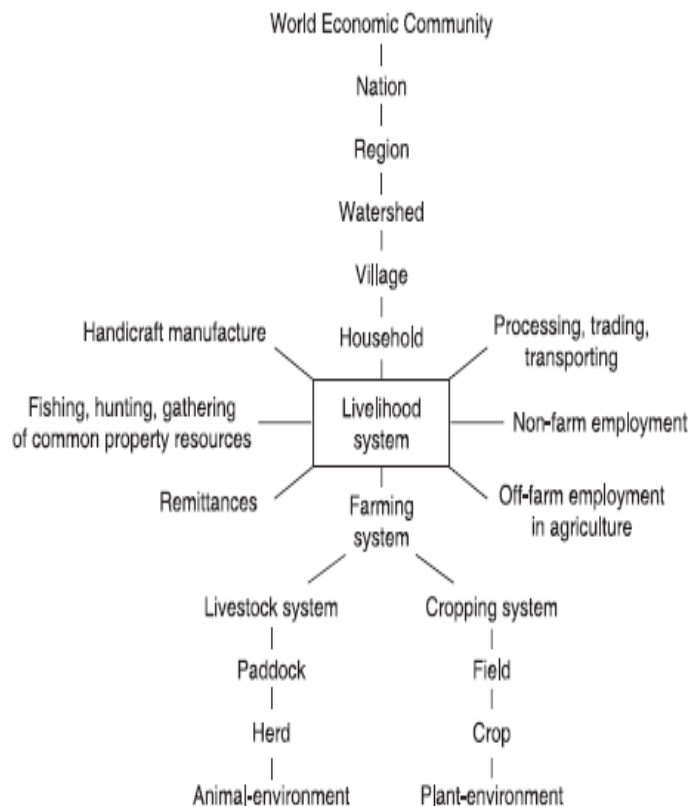 World Economic Community
Nation
Region
Watershed
Village
Household
Handicraft manufacture
Processing, trading,
transporting
Fishing, hunting, gathering
of common property resources
Livelihood
system
Non-farm employment
Remittances
Farming
system
Off-farm employment
in agriculture
Livestock system
Cropping system
Paddock
Field
Herd
Crop
Animal-environment
Plant-environment